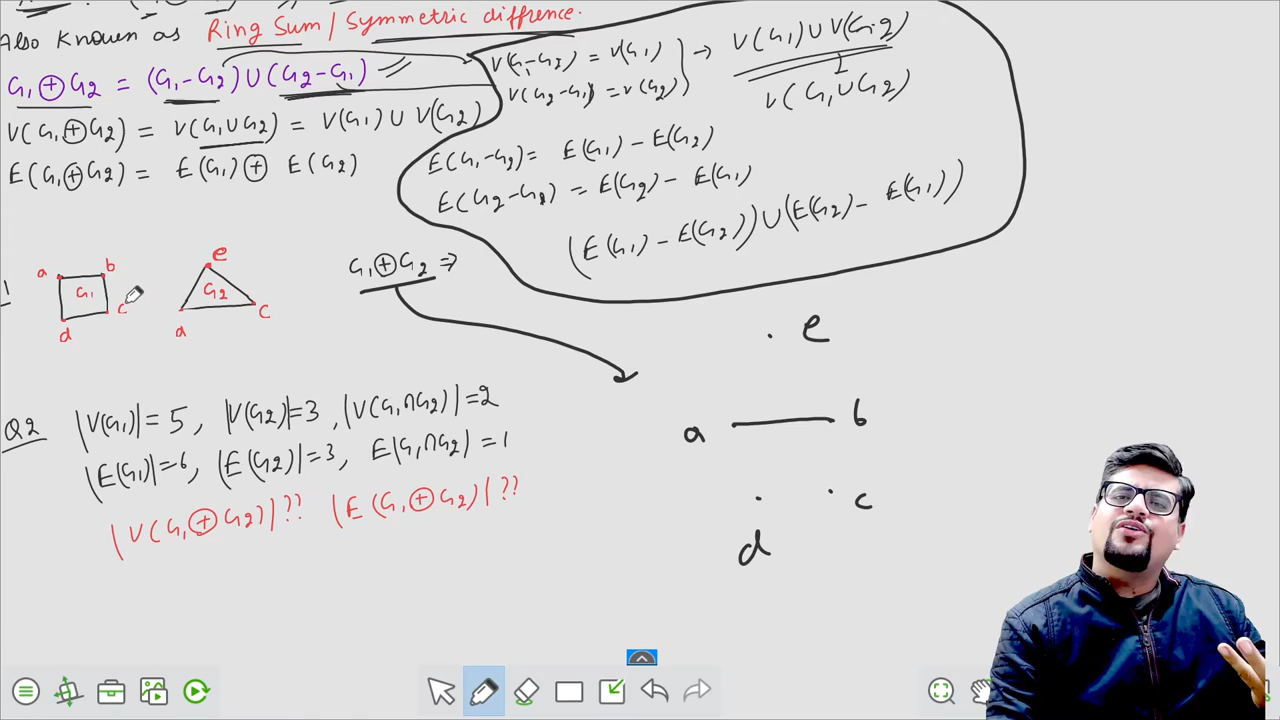 Also Known as Ring Sum / Symmetric diffrence.
G₁⊕G₂ = (G₁-G₂)∪(G₂-G₁)
V(G₁⊕G₂) = V(G₁∪G₂) = V(G₁) ∪ V(G₂)
E(G₁⊕G₂) = E(G₁) ⊕ E(G₂)
V(G₁-G₂) = V(G₁)
V(G₂-G₁) = V(G₂)
→ V(G₁) ∪ V(G₂)
V(G₁∪G₂)
E(G₁-G₂) = E(G₁) - E(G₂)
E(G₂-G₁) = E(G₂) - E(G₁)
(E(G₁) - E(G₂)) ∪ (E(G₂) - E(G₁))
a b
G₁
d c
e
G₂
a c
G₁⊕G₂ ⇒
e
a b
d c
Q2 |V(G₁)| = 5, |V(G₂)| = 3, |V(G₁∩G₂)| = 2
|E(G₁)| = 6, |E(G₂)| = 3, E|G₁∩G₂) = 1
|V(G₁⊕G₂)|?? |E(G₁⊕G₂)|??